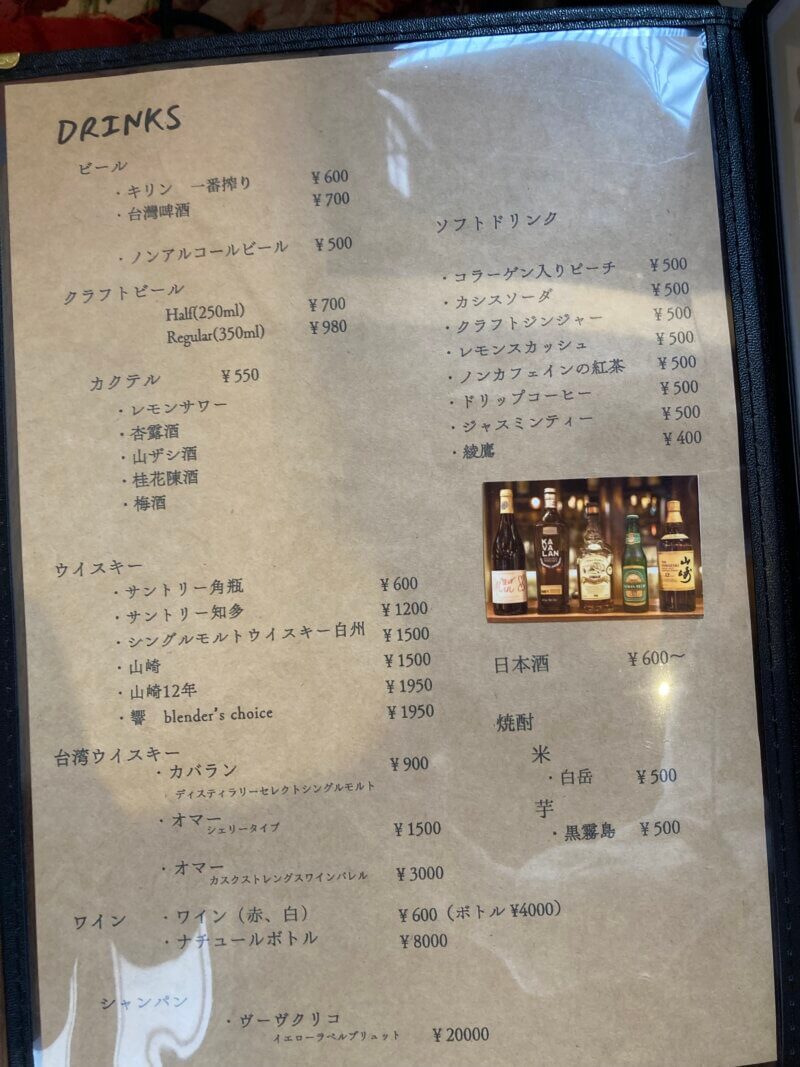 DRINKS
ビール
・キリン　一番搾り　¥600
・台灣啤酒　¥700
・ノンアルコールビール　¥500
クラフトビール
Half(250ml)　¥700
Regular(350ml)　¥980
カクテル　¥550
・レモンサワー
・杏露酒
・山ザシ酒
・桂花陳酒
・梅酒
ウイスキー
・サントリー角瓶　¥600
・サントリー知多　¥1200
・シングルモルトウイスキー白州　¥1500
・山崎　¥1500
・山崎12年　¥1950
・響　blender's choice　¥1950
台湾ウイスキー
・カバラン　¥900
ディスティラリーセレクトシングルモルト
・オマー　¥1500
シェリータイプ
・オマー　¥3000
カスクストレングスワインバレル
ワイン　・ワイン（赤、白）　¥600（ボトル ¥4000）
・ナチュールボトル　¥8000
シャンパン
・ヴーヴクリコ
イエローラベルブリュット　¥20000
ソフトドリンク
・コラーゲン入りピーチ　¥500
・カシスソーダ　¥500
・クラフトジンジャー　¥500
・レモンスカッシュ　¥500
・ノンカフェインの紅茶　¥500
・ドリップコーヒー　¥500
・ジャスミンティー　¥500
・綾鷹　¥400
KA
VA
LAN
山崎
日本酒　¥600〜
焼酎
米
・白岳　¥500
芋
・黒霧島　¥500